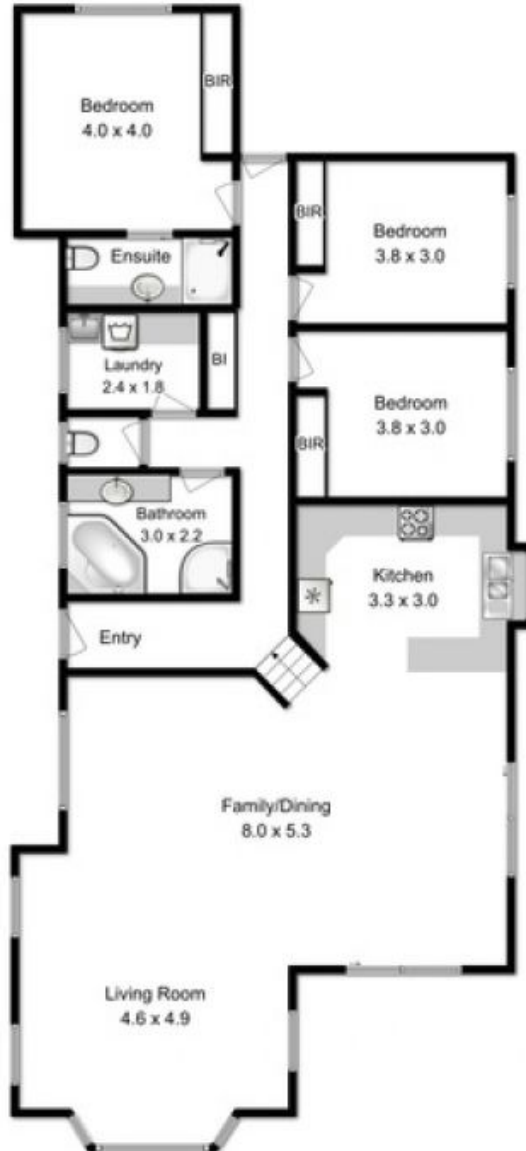 BIR
Bedroom
4.0 x 4.0
BIR
Bedroom
3.8 x 3.0
Ensuite
Laundry
2.4 x 1.8
BI
Bedroom
3.8 x 3.0
BIR
Bathroom
3.0 x 2.2
Kitchen
3.3 x 3.0
Entry
Family/Dining
8.0 x 5.3
Living Room
4.6 x 4.9